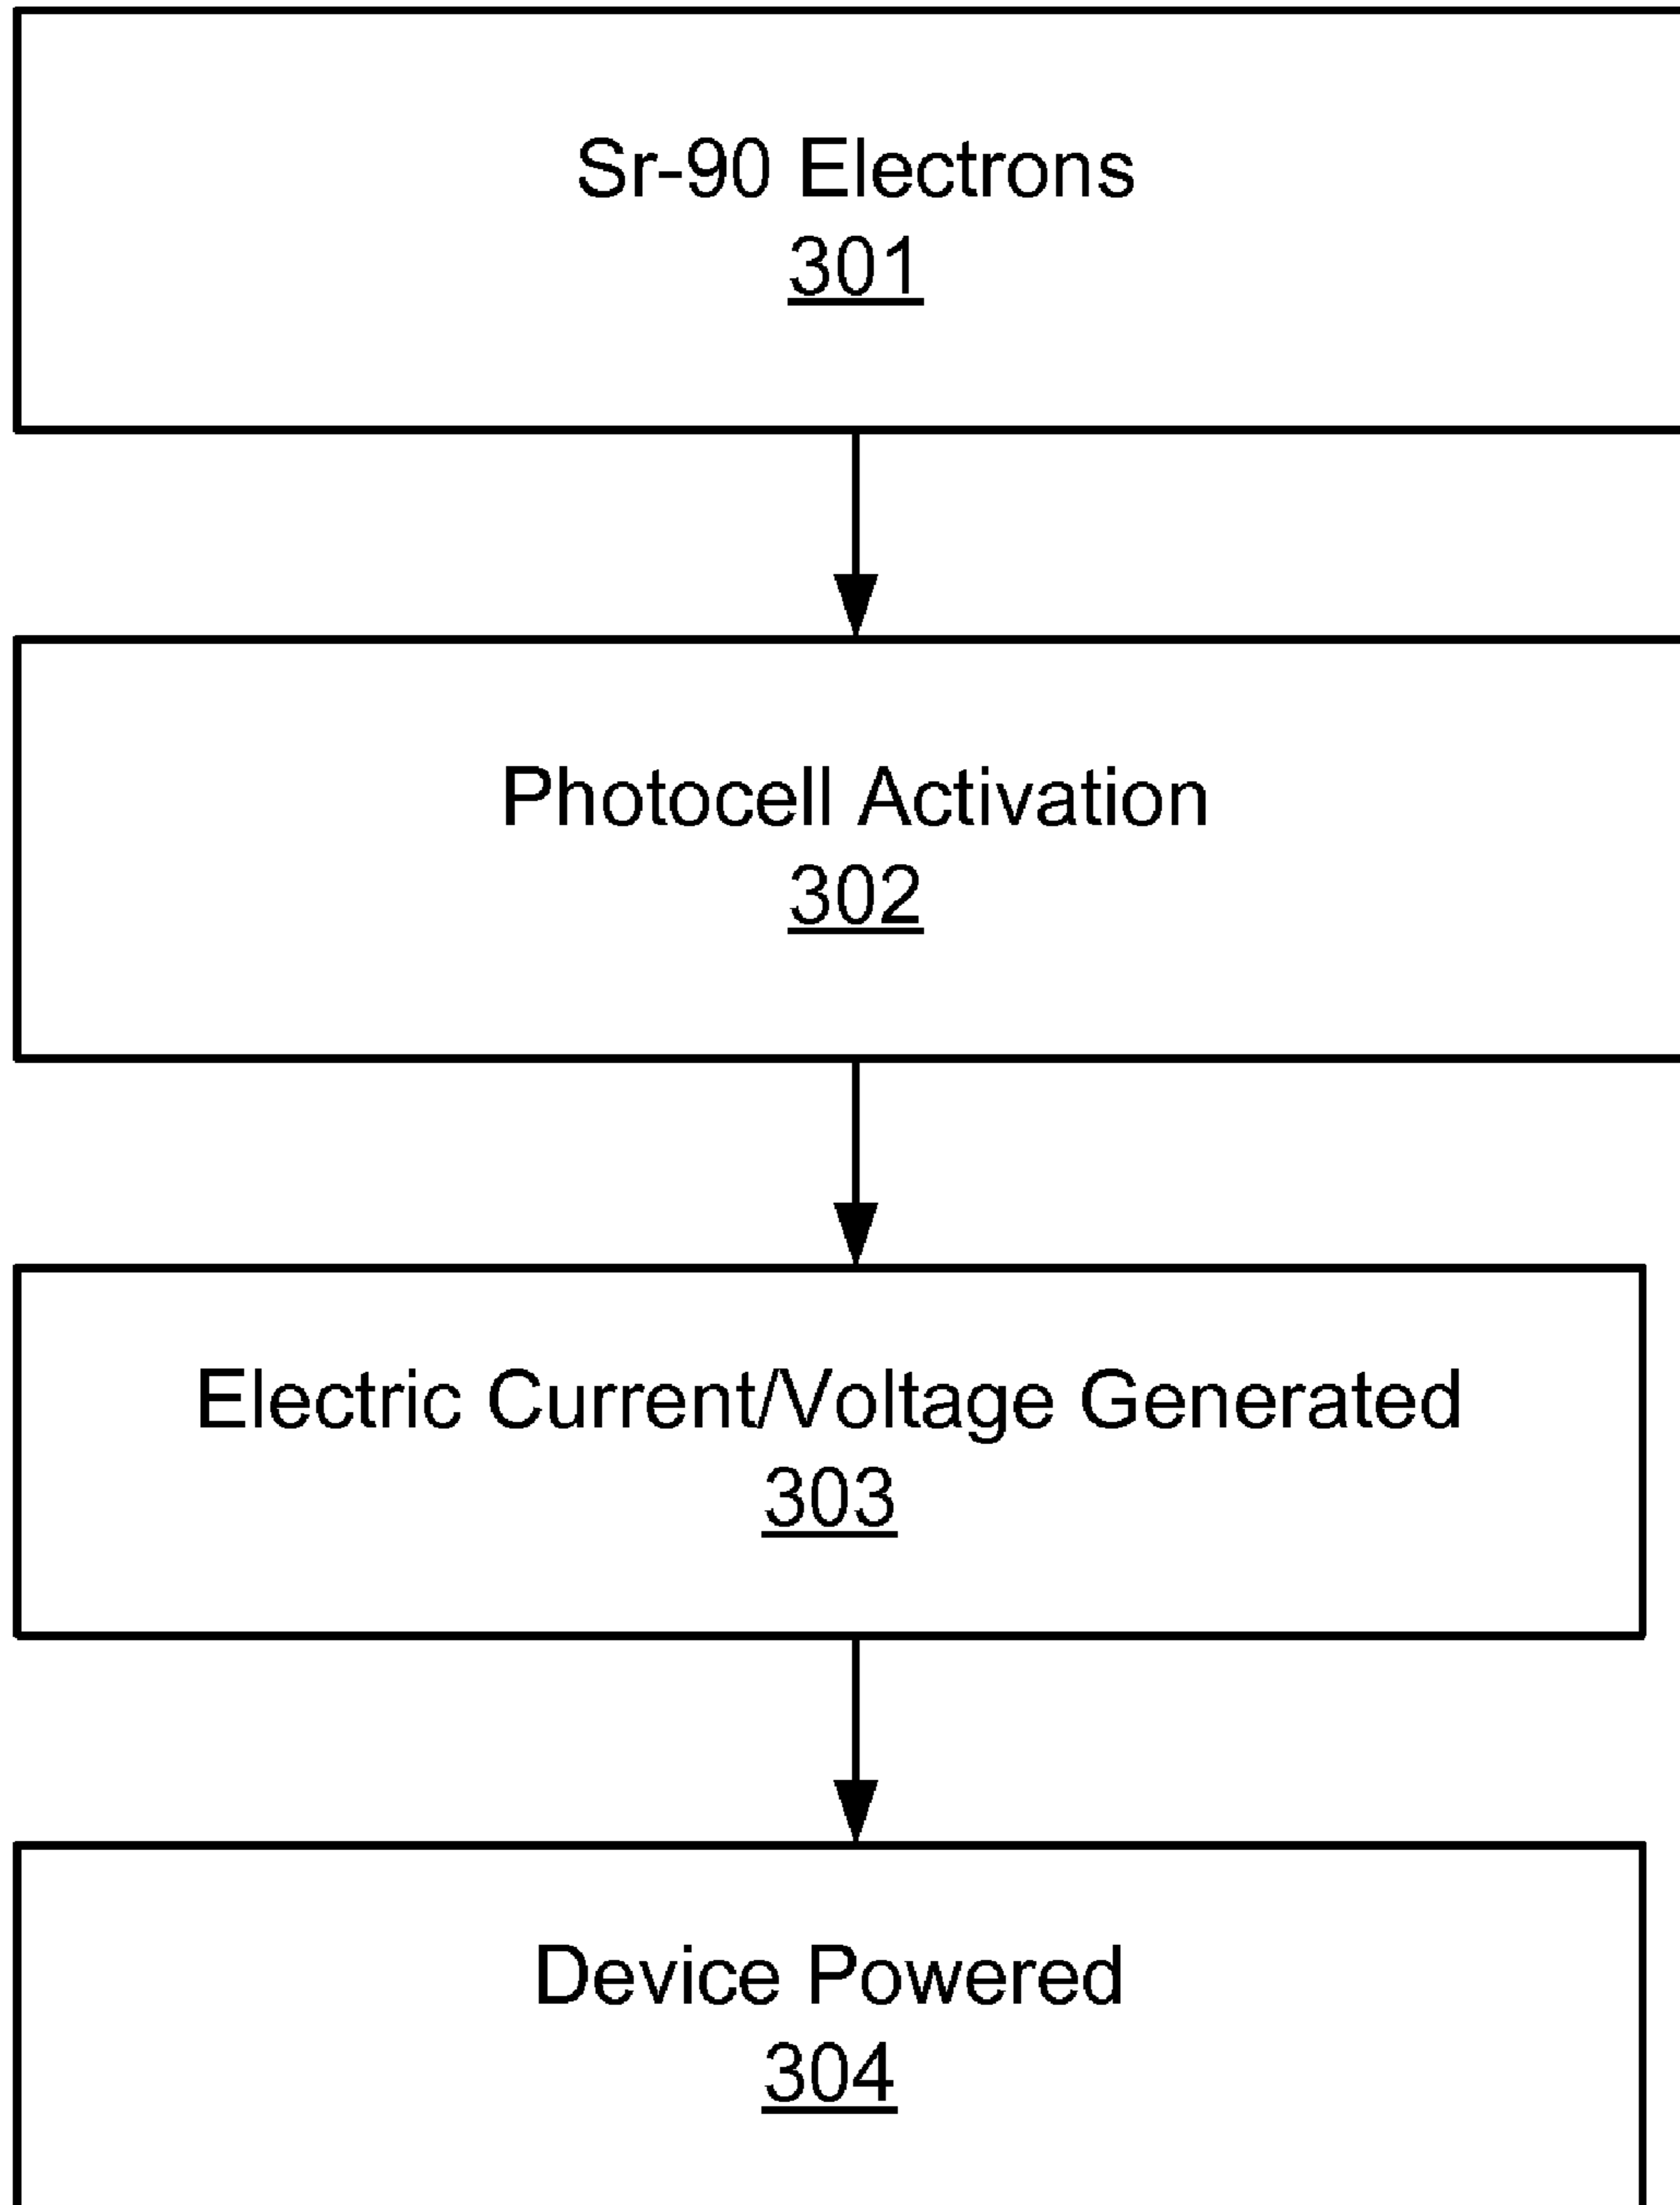 Sr-90 Electrons
301
Photocell Activation
302
Electric Current/Voltage Generated
303
Device Powered
304